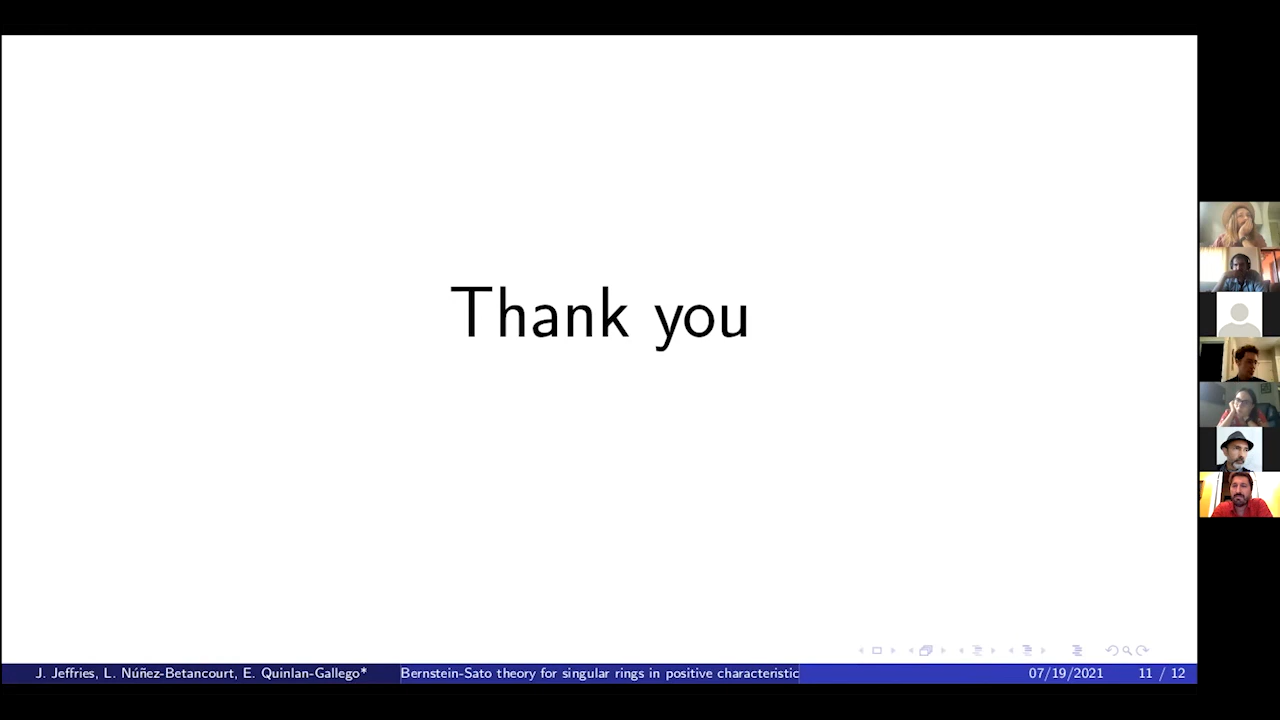 Thank you
J. Jeffries, L. Núñez-Betancourt, E. Quinlan-Gallego*
Bernstein-Sato theory for singular rings in positive characteristic
07/19/2021
11 / 12